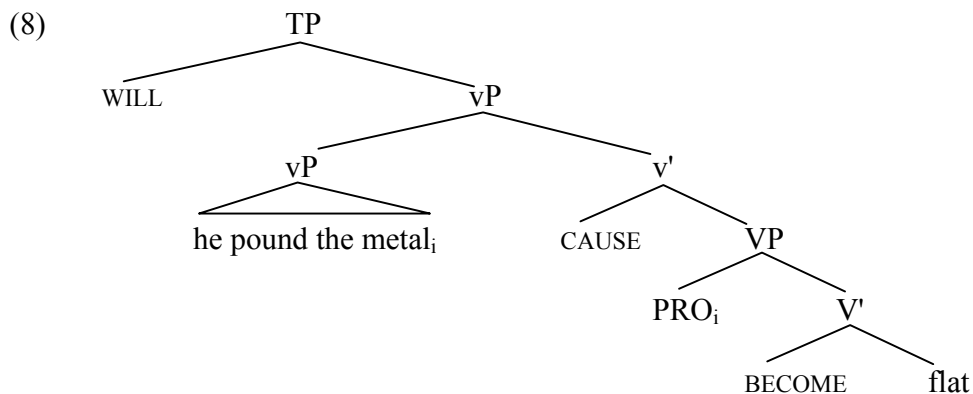 (8) TP
WILL vP
vP v'
he pound the metalᵢ CAUSE VP
PROᵢ V'
BECOME flat